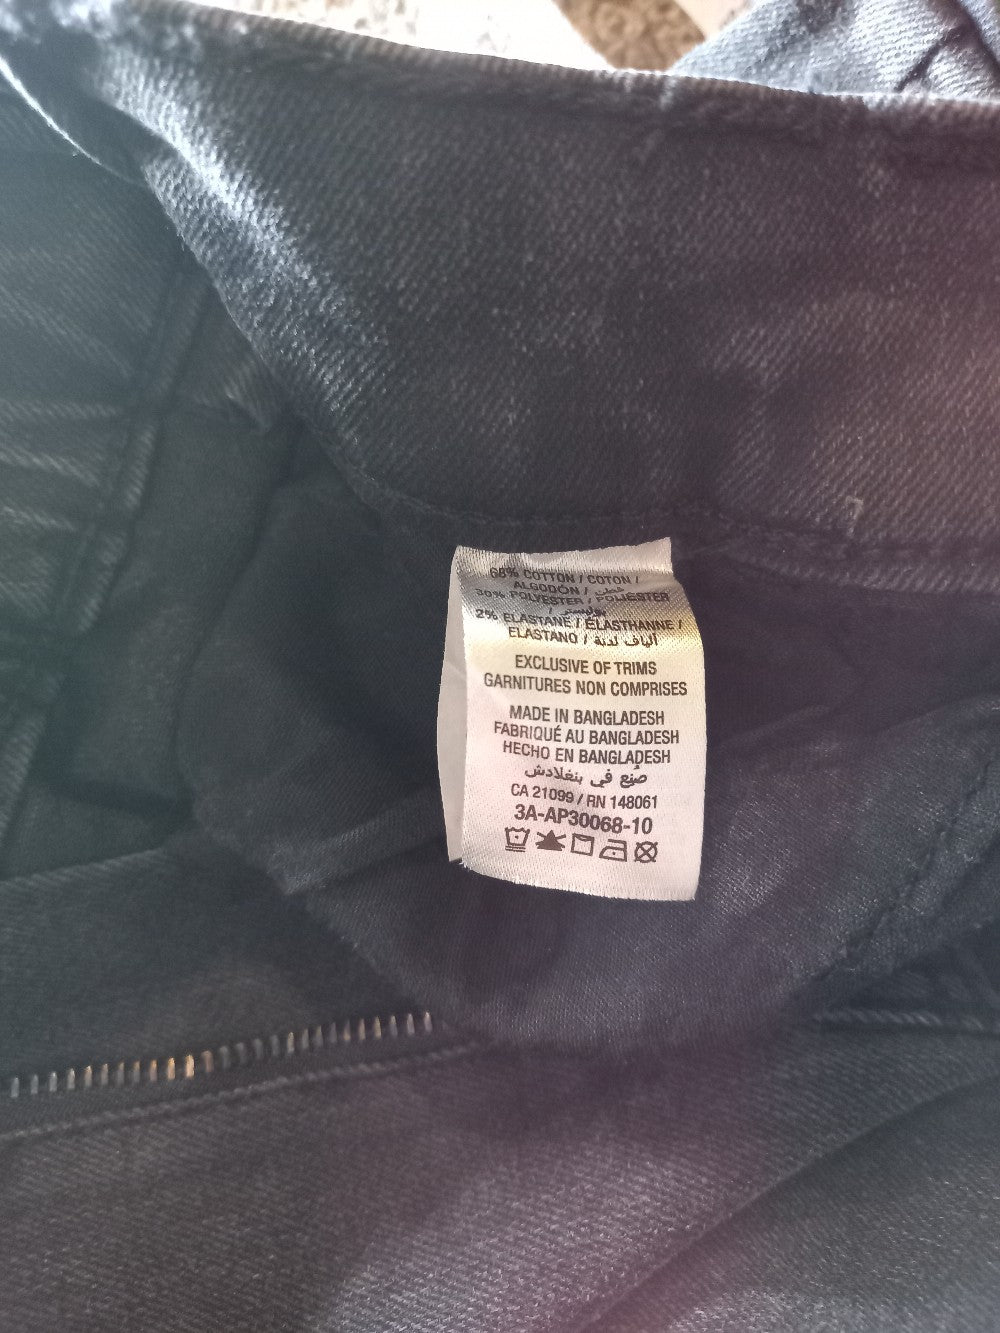 68% COTTON / COTON /
ALGODÓN / قطن
30% POLYESTER / POLIÉSTER
/ بوليستر
2% ELASTANE / ÉLASTHANNE /
ELASTANO / ألياف لدنة
EXCLUSIVE OF TRIMS
GARNITURES NON COMPRISES
MADE IN BANGLADESH
FABRIQUÉ AU BANGLADESH
HECHO EN BANGLADESH
صُنع في بنغلادش
CA 21099 / RN 148061
3A-AP30068-10